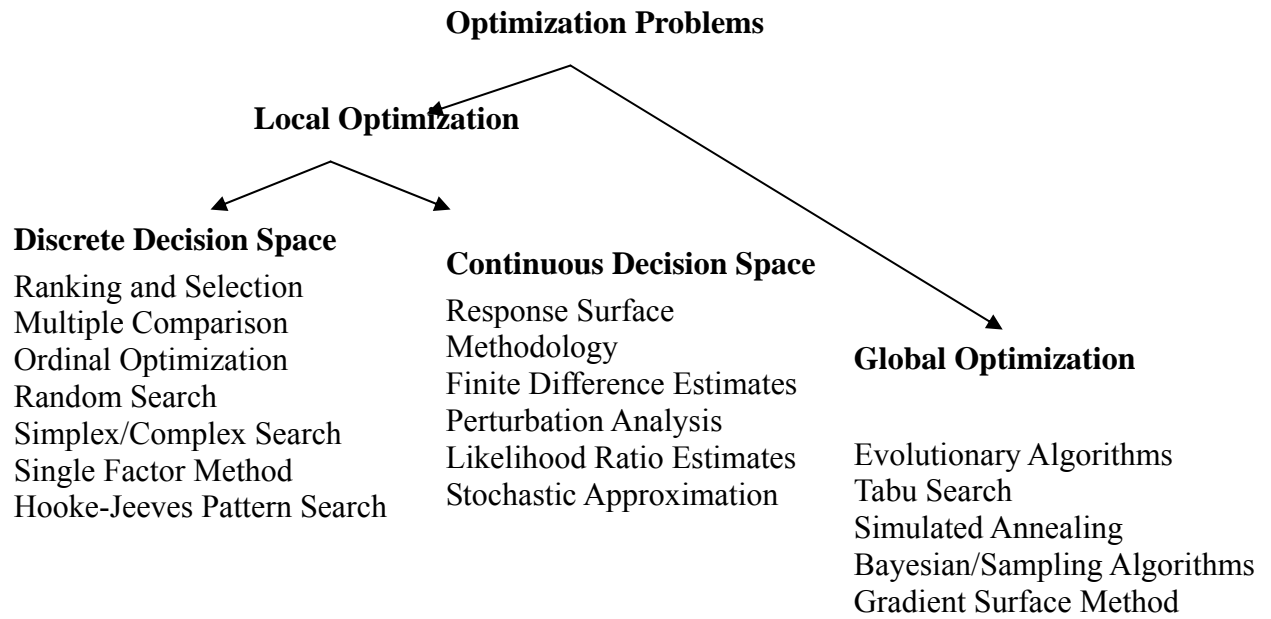 Optimization Problems
Local Optimization
Discrete Decision Space
Ranking and Selection
Multiple Comparison
Ordinal Optimization
Random Search
Simplex/Complex Search
Single Factor Method
Hooke-Jeeves Pattern Search
Continuous Decision Space
Response Surface
Methodology
Finite Difference Estimates
Perturbation Analysis
Likelihood Ratio Estimates
Stochastic Approximation
Global Optimization
Evolutionary Algorithms
Tabu Search
Simulated Annealing
Bayesian/Sampling Algorithms
Gradient Surface Method